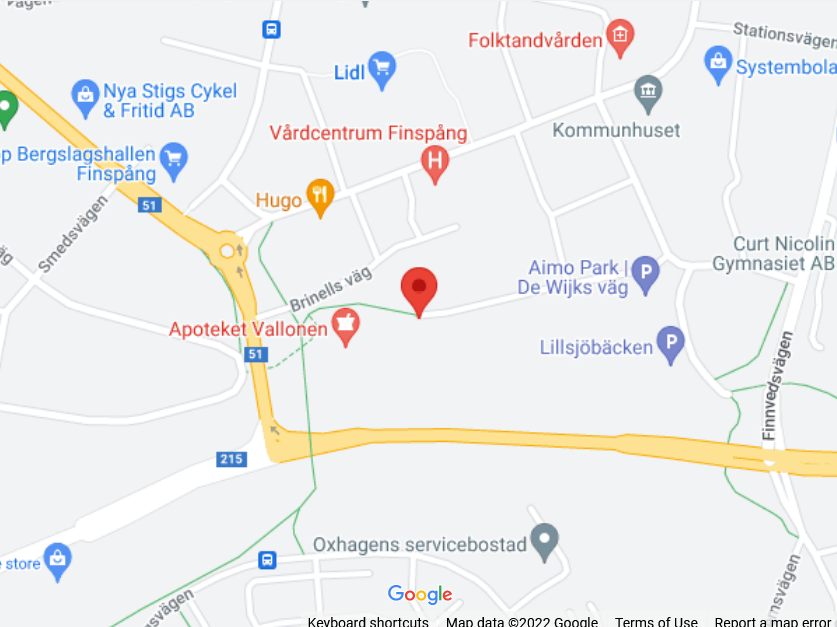 Stationsvägen
Folktandvården
Lidl
Systembola
Nya Stigs Cykel
& Fritid AB
Kommunhuset
Vårdcentrum Finspång
op Bergslagshallen
Finspång
Hugo
51
Smedsvägen
Curt Nicolin
Gymnasiet AB
Aimo Park |
De Wijks väg
Brinells väg
Apoteket Vallonen
Lillsjöbäcken
51
Finnvedsvägen
215
Oxhagens servicebostad
e store
Google
Keyboard shortcuts Map data ©2022 Google Terms of Use Report a map error